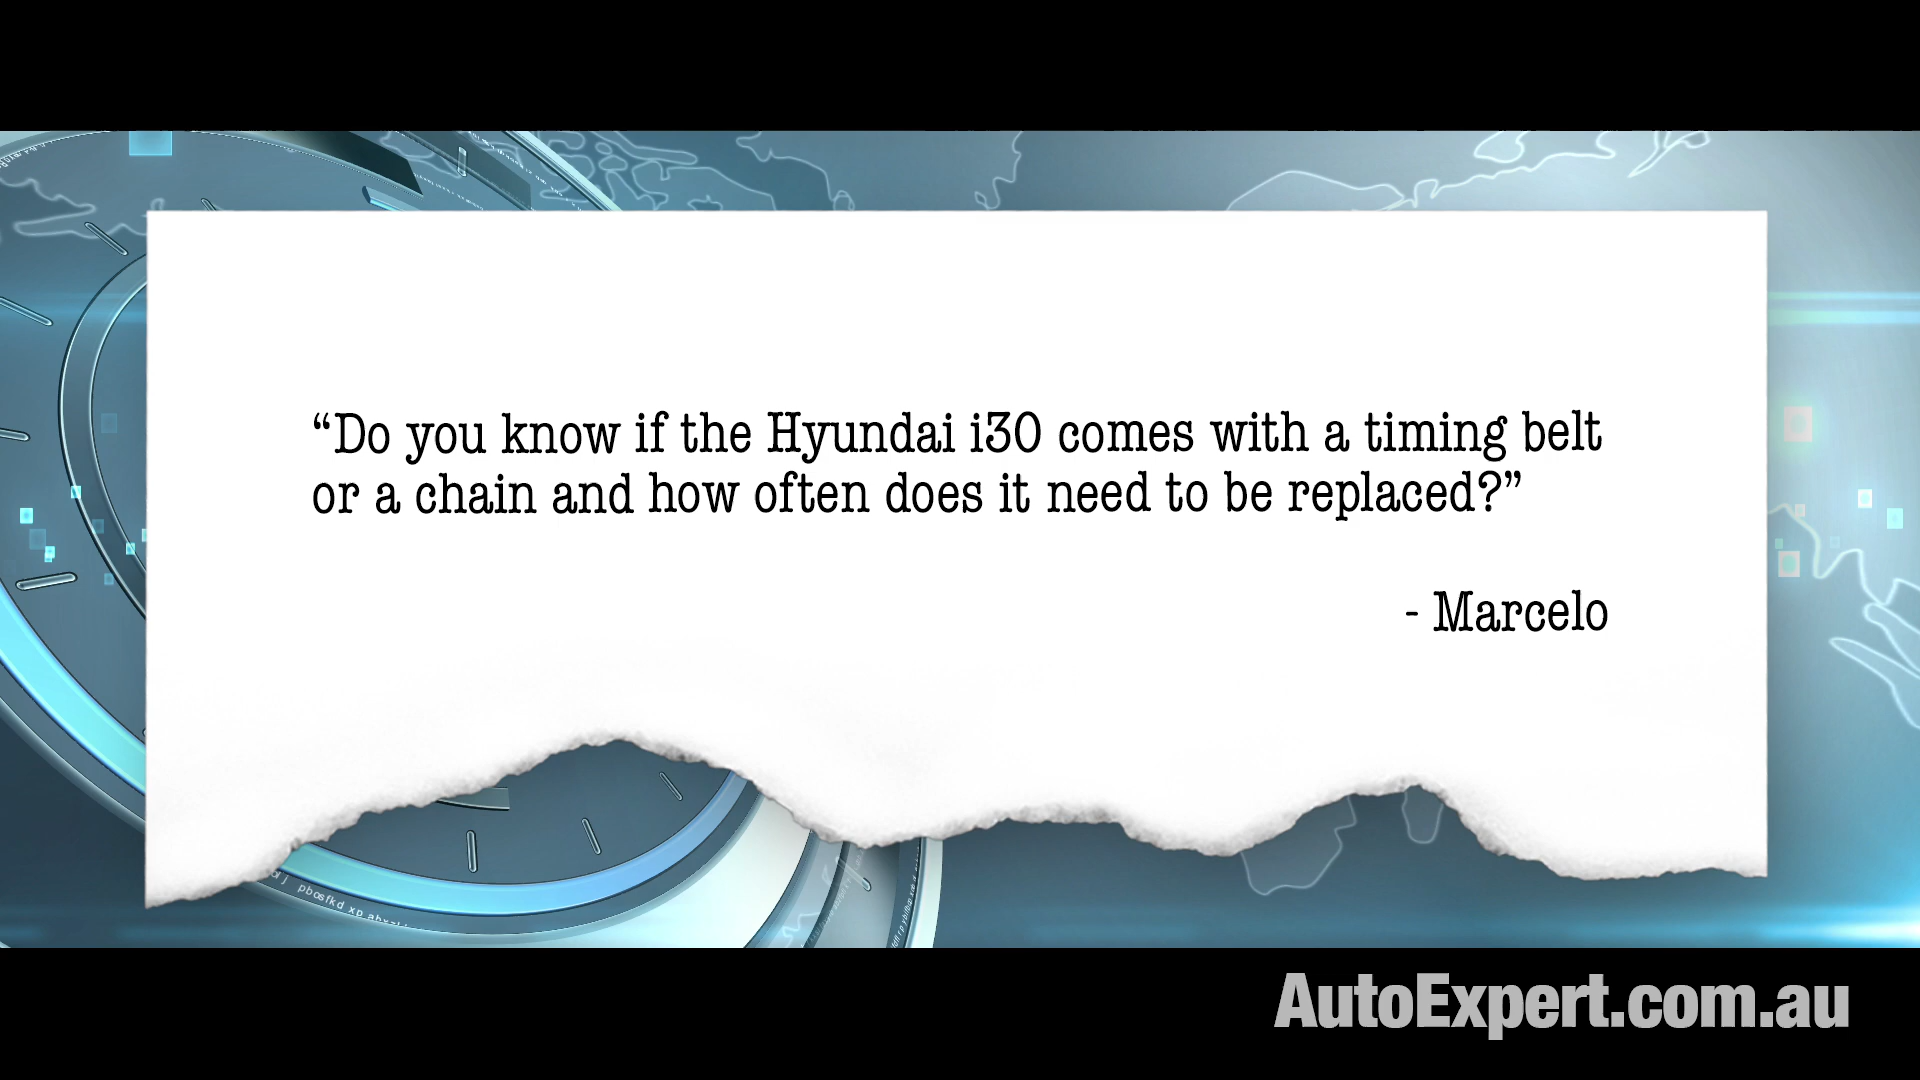 “Do you know if the Hyundai i30 comes with a timing belt
or a chain and how often does it need to be replaced?”
- Marcelo
AutoExpert.com.au